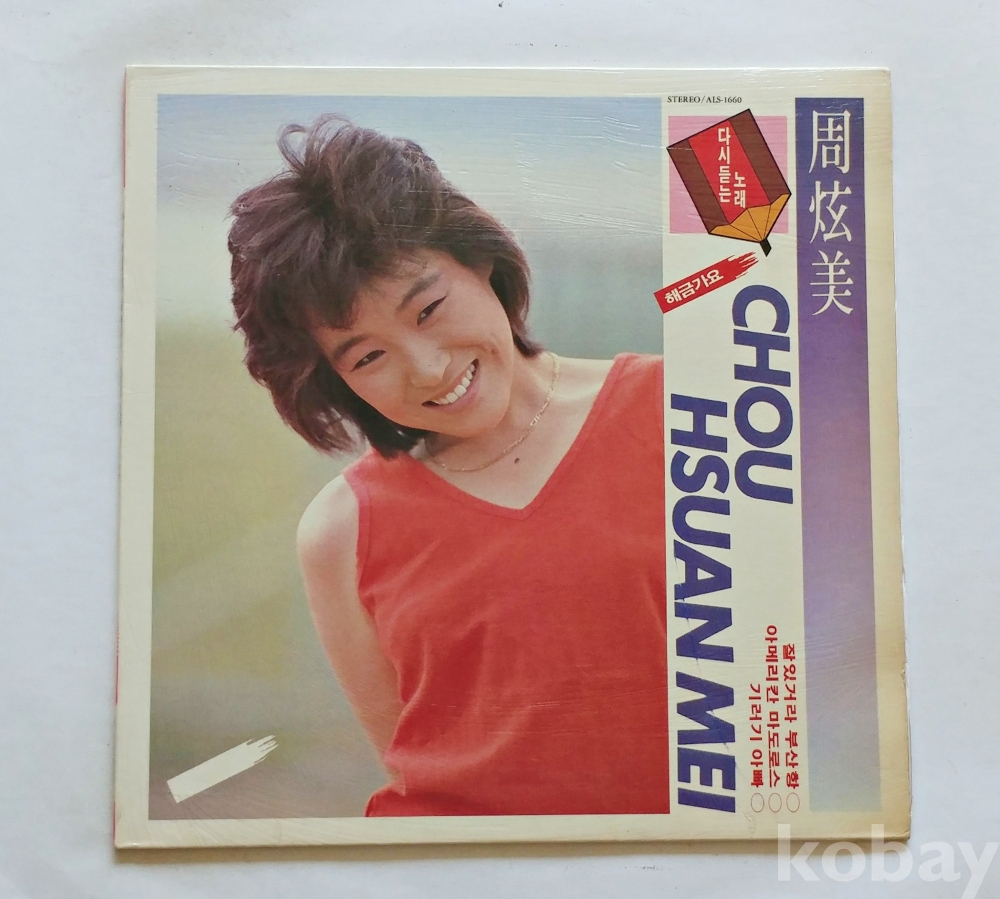 STEREO/ALS-1660
周炫美
다시듣는
노래
해금가요
CHOU
HSUAN MEI
잘있거라 부산항
아메리칸 마도로스
기러기 아빠
kobay